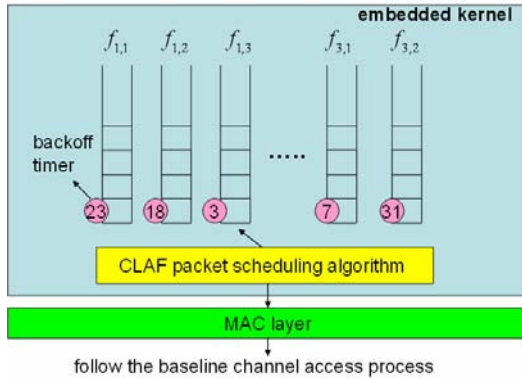 embedded kernel
f1,1 f1,2 f1,3 f3,1 f3,2
backoff
timer
.....
23 18 3 7 31
CLAF packet scheduling algorithm
MAC layer
follow the baseline channel access process